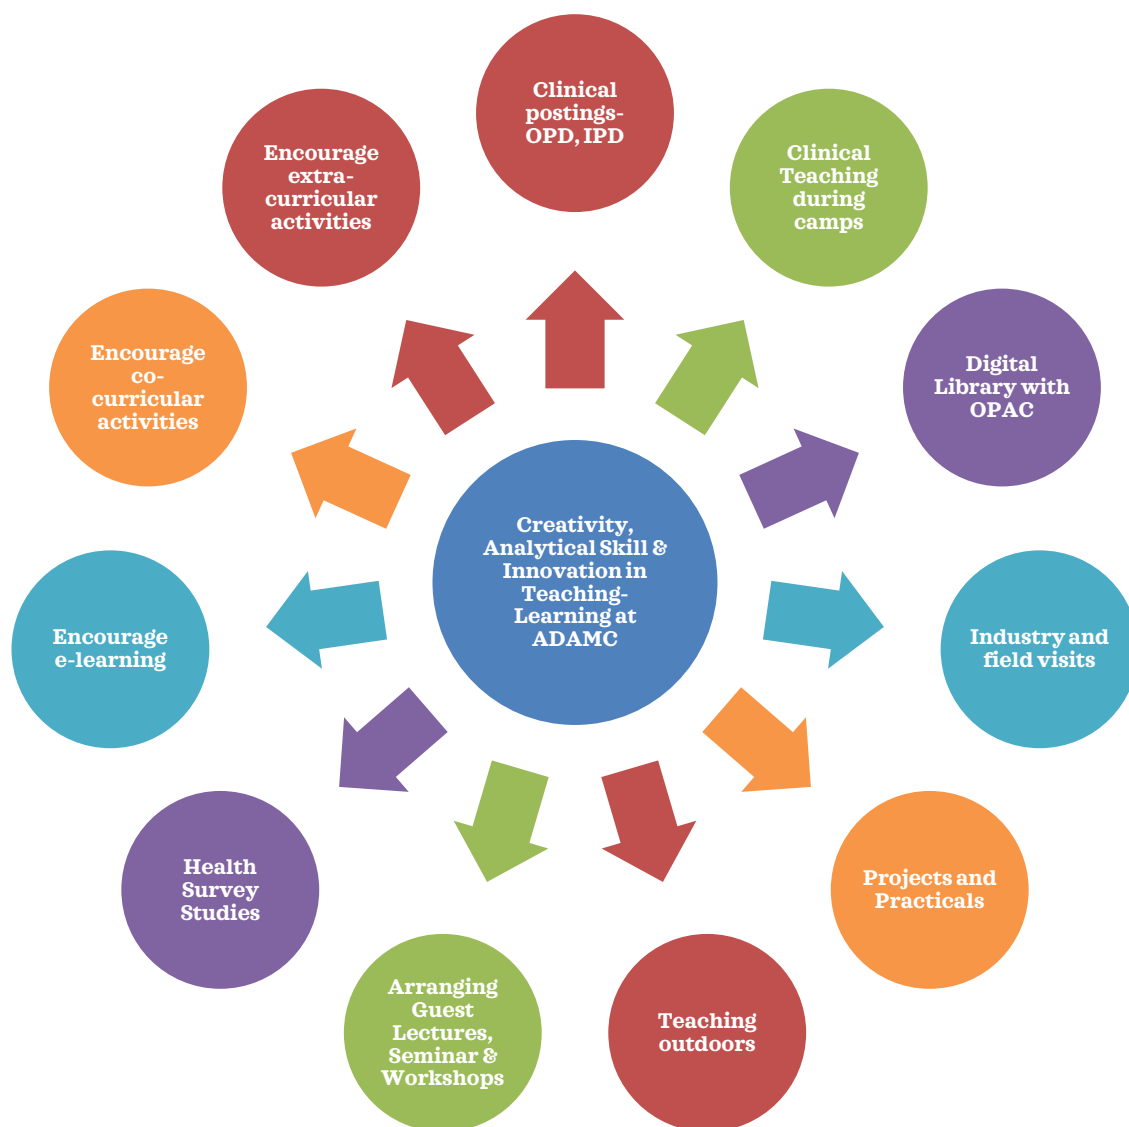 Clinical
postings-
OPD, IPD
Clinical
Teaching
during
camps
Digital
Library with
OPAC
Industry and
field visits
Projects and
Practicals
Teaching
outdoors
Arranging
Guest
Lectures,
Seminar &
Workshops
Health
Survey
Studies
Encourage
e-learning
Encourage
co-
curricular
activities
Encourage
extra-
curricular
activities
Creativity,
Analytical Skill &
Innovation in
Teaching-
Learning at
ADAMC